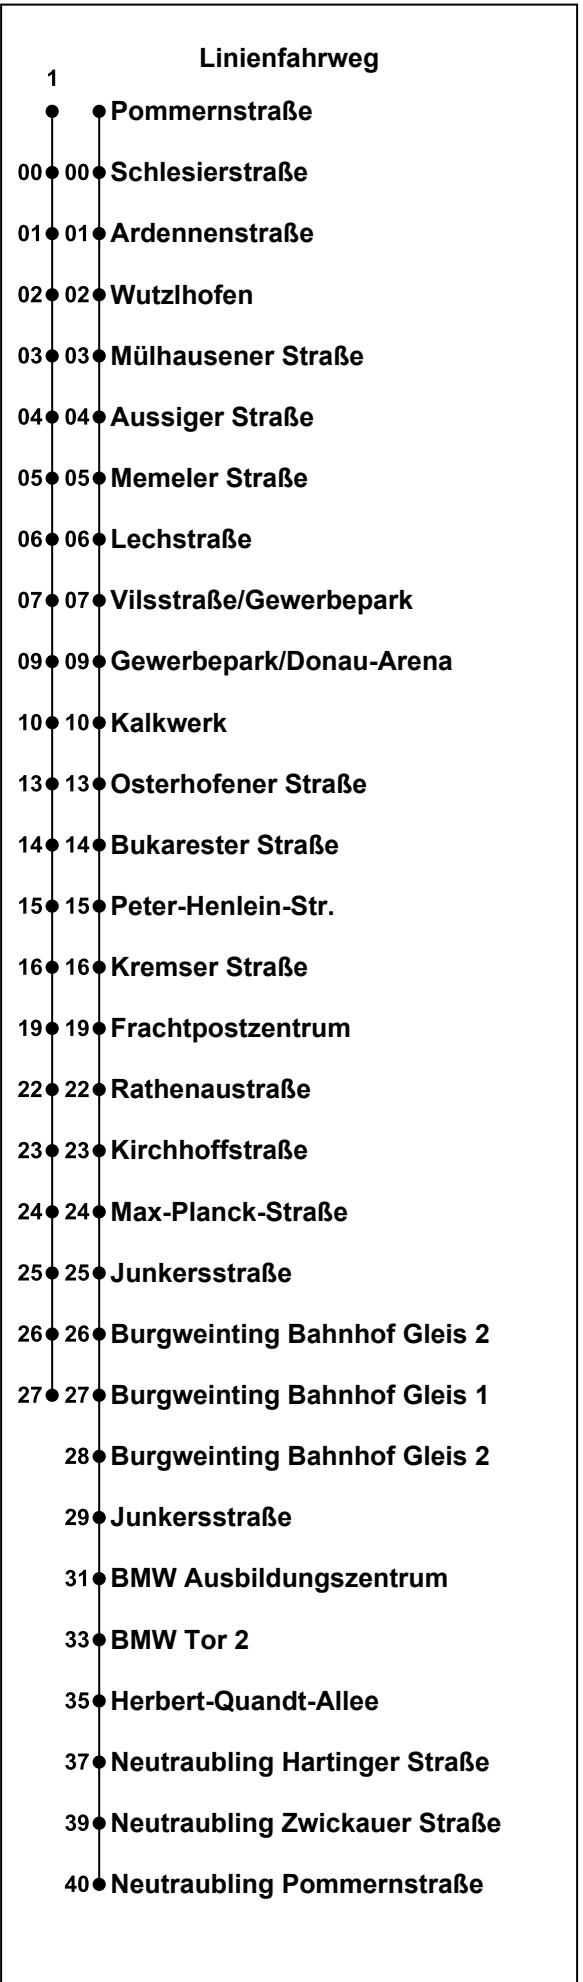 Linienfahrweg
1
Pommernstraße
00 00 Schlesierstraße
01 01 Ardennenstraße
02 02 Wutzlhofen
03 03 Mülhausener Straße
04 04 Aussiger Straße
05 05 Memeler Straße
06 06 Lechstraße
07 07 Vilsstraße/Gewerbepark
09 09 Gewerbepark/Donau-Arena
10 10 Kalkwerk
13 13 Osterhofener Straße
14 14 Bukarester Straße
15 15 Peter-Henlein-Str.
16 16 Kremser Straße
19 19 Frachtpostzentrum
22 22 Rathenaustraße
23 23 Kirchhoffstraße
24 24 Max-Planck-Straße
25 25 Junkersstraße
26 26 Burgweinting Bahnhof Gleis 2
27 27 Burgweinting Bahnhof Gleis 1
28 Burgweinting Bahnhof Gleis 2
29 Junkersstraße
31 BMW Ausbildungszentrum
33 BMW Tor 2
35 Herbert-Quandt-Allee
37 Neutraubling Hartinger Straße
39 Neutraubling Zwickauer Straße
40 Neutraubling Pommernstraße